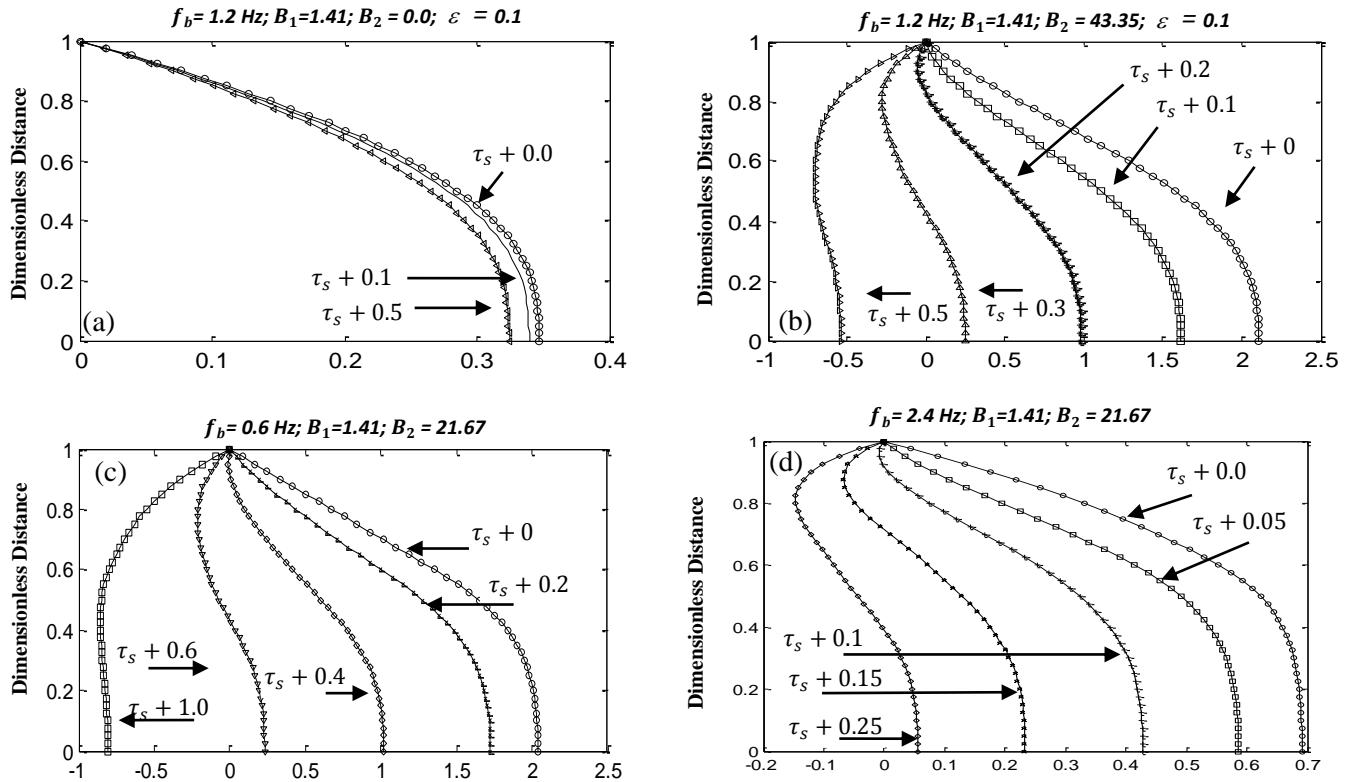 f_b= 1.2 Hz; B_1=1.41; B_2 = 0.0; ε = 0.1
Dimensionless Distance
1
0.8
0.6
0.4
0.2
0
τ_s + 0.0
τ_s + 0.1
τ_s + 0.5
(a)
0
0.1
0.2
0.3
0.4
f_b= 1.2 Hz; B_1=1.41; B_2 = 43.35; ε = 0.1
Dimensionless Distance
1
0.8
0.6
0.4
0.2
0
τ_s + 0.2
τ_s + 0.1
τ_s + 0
τ_s + 0.5
τ_s + 0.3
(b)
-1
-0.5
0
0.5
1
1.5
2
2.5
f_b= 0.6 Hz; B_1=1.41; B_2 = 21.67
(c)
Dimensionless Distance
1
0.8
0.6
0.4
0.2
0
τ_s + 0
τ_s + 0.2
τ_s + 0.6
τ_s + 0.4
τ_s + 1.0
-1
-0.5
0
0.5
1
1.5
2
2.5
f_b= 2.4 Hz; B_1=1.41; B_2 = 21.67
(d)
Dimensionless Distance
1
0.8
0.6
0.4
0.2
0
τ_s + 0.0
τ_s + 0.05
τ_s + 0.1
τ_s + 0.15
τ_s + 0.25
-0.2
-0.1
0
0.1
0.2
0.3
0.4
0.5
0.6
0.7